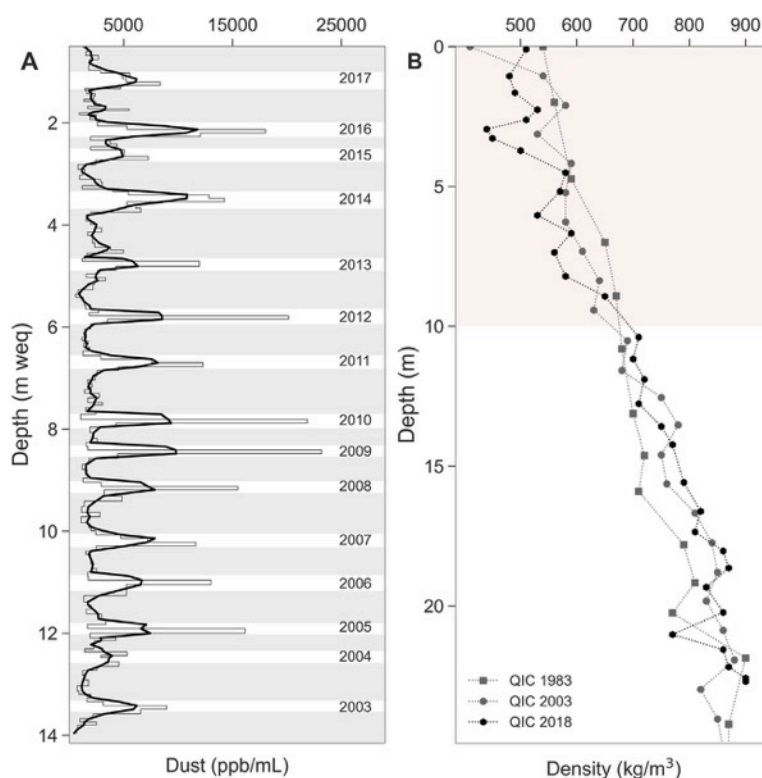 5000 15000 25000
500 600 700 800 900
A
B
0
2017
2
2016
2015
2014
4
2013
5
2012
6
2011
2010
8
2009
2008
10
10
2007
2006
15
12
2005
2004
20
2003
14
Depth (m weq)
Depth (m)
QIC 1983
QIC 2003
QIC 2018
Dust (ppb/mL)
Density (kg/m³)